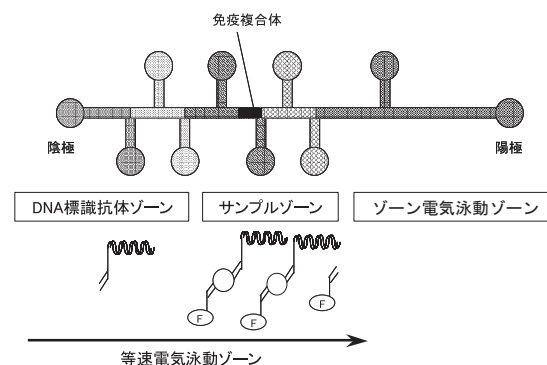 免疫複合体
陰極
陽極
DNA標識抗体ゾーン
サンプルゾーン
ゾーン電気泳動ゾーン
F
F
F
等速電気泳動ゾーン